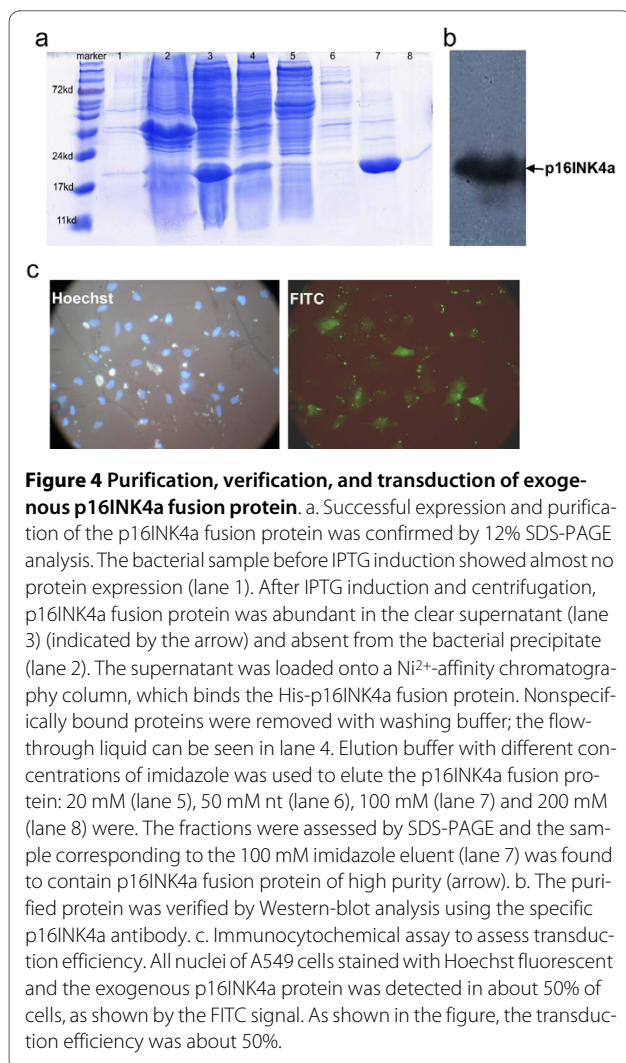 a
b
marker 1 2 3 4 5 6 7 8
72kd
24kd
17kd
11kd
p16INK4a
c
Hoechst
FITC
Figure 4 Purification, verification, and transduction of exoge-
nous p16INK4a fusion protein. a. Successful expression and purifica-
tion of the p16INK4a fusion protein was confirmed by 12% SDS-PAGE
analysis. The bacterial sample before IPTG induction showed almost no
protein expression (lane 1). After IPTG induction and centrifugation,
p16INK4a fusion protein was abundant in the clear supernatant (lane
3) (indicated by the arrow) and absent from the bacterial precipitate
(lane 2). The supernatant was loaded onto a Ni2+-affinity chromatogra-
phy column, which binds the His-p16INK4a fusion protein. Nonspecif-
ically bound proteins were removed with washing buffer; the flow-
through liquid can be seen in lane 4. Elution buffer with different con-
centrations of imidazole was used to elute the p16INK4a fusion pro-
tein: 20 mM (lane 5), 50 mM nt (lane 6), 100 mM (lane 7) and 200 mM
(lane 8) were. The fractions were assessed by SDS-PAGE and the sam-
ple corresponding to the 100 mM imidazole eluent (lane 7) was found
to contain p16INK4a fusion protein of high purity (arrow). b. The puri-
fied protein was verified by Western-blot analysis using the specific
p16INK4a antibody. c. Immunocytochemical assay to assess transduc-
tion efficiency. All nuclei of A549 cells stained with Hoechst fluorescent
and the exogenous p16INK4a protein was detected in about 50% of
cells, as shown by the FITC signal. As shown in the figure, the transduc-
tion efficiency was about 50%.